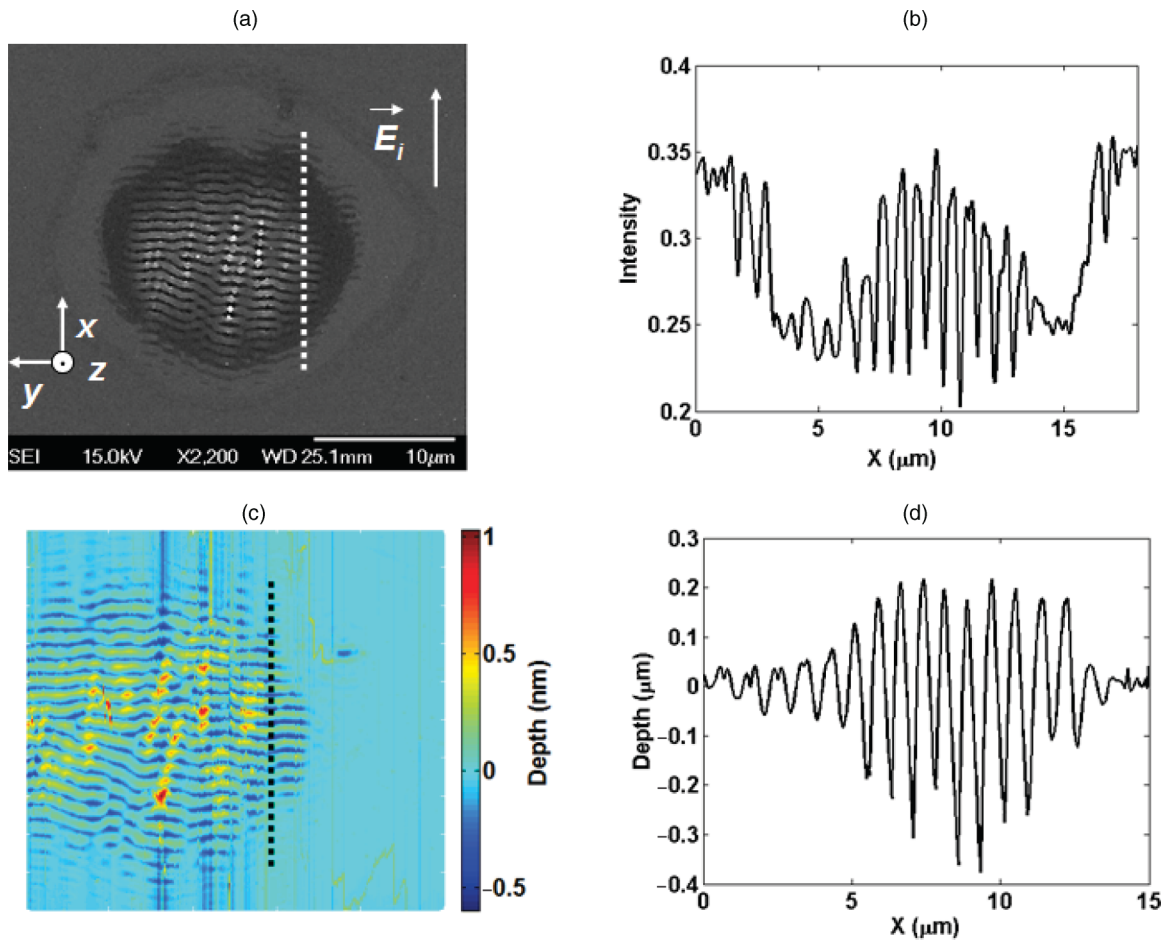 (a)
E_i
x
y
z
SEI 15.0kV X2,200 WD 25.1mm 10μm
(b)
0.4
0.35
0.3
0.25
0.2
Intensity
0 5 10 15
X (μm)
(c)
1
0.5
0
−0.5
Depth (nm)
(d)
0.3
0.2
0.1
0
−0.1
−0.2
−0.3
−0.4
Depth (μm)
0 5 10 15
X (μm)